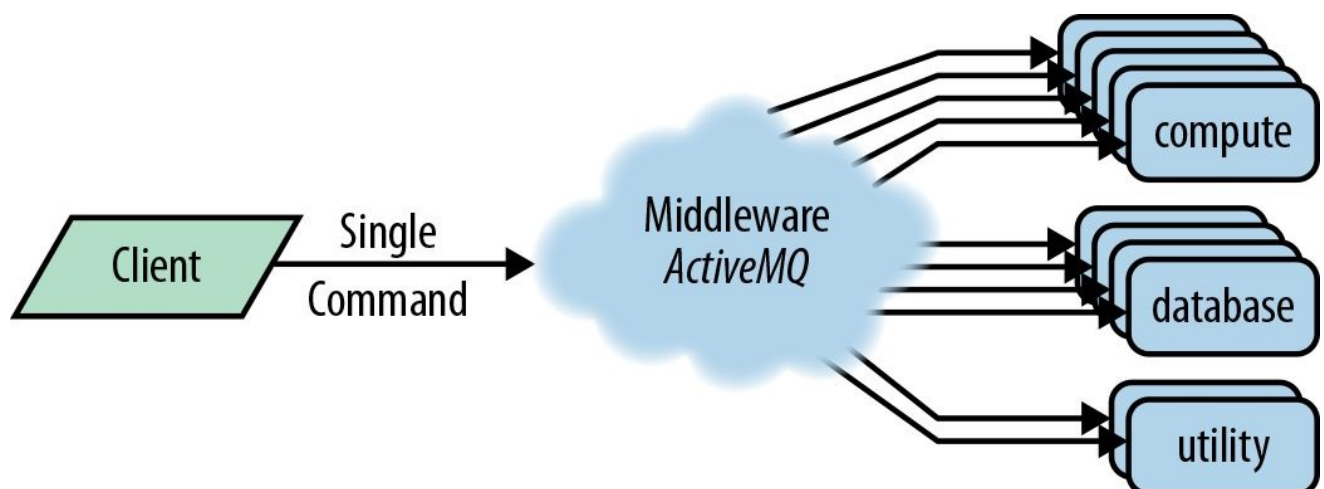 Client
Single
Command
Middleware
ActiveMQ
compute
database
utility